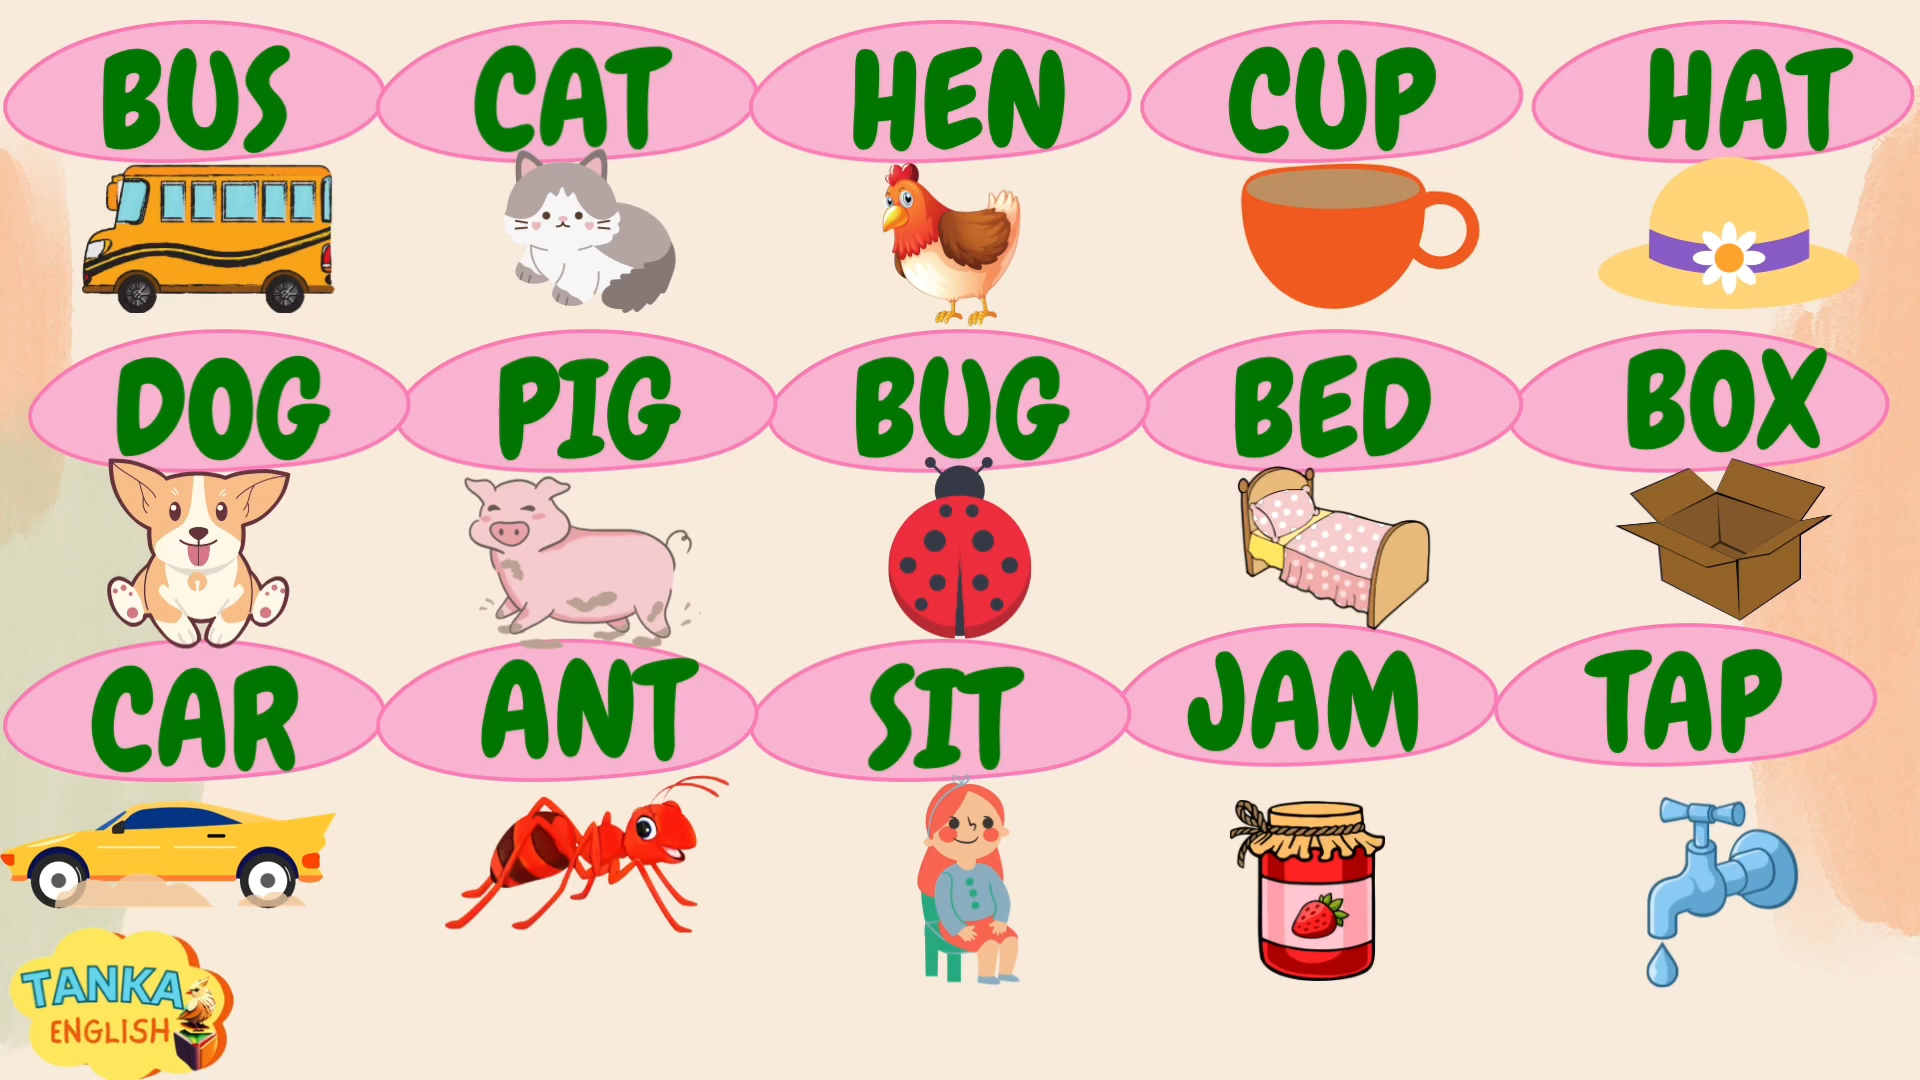 BUS CAT HEN CUP HAT
DOG PIG BUG BED BOX
CAR ANT SIT JAM TAP
TANKA
ENGLISH